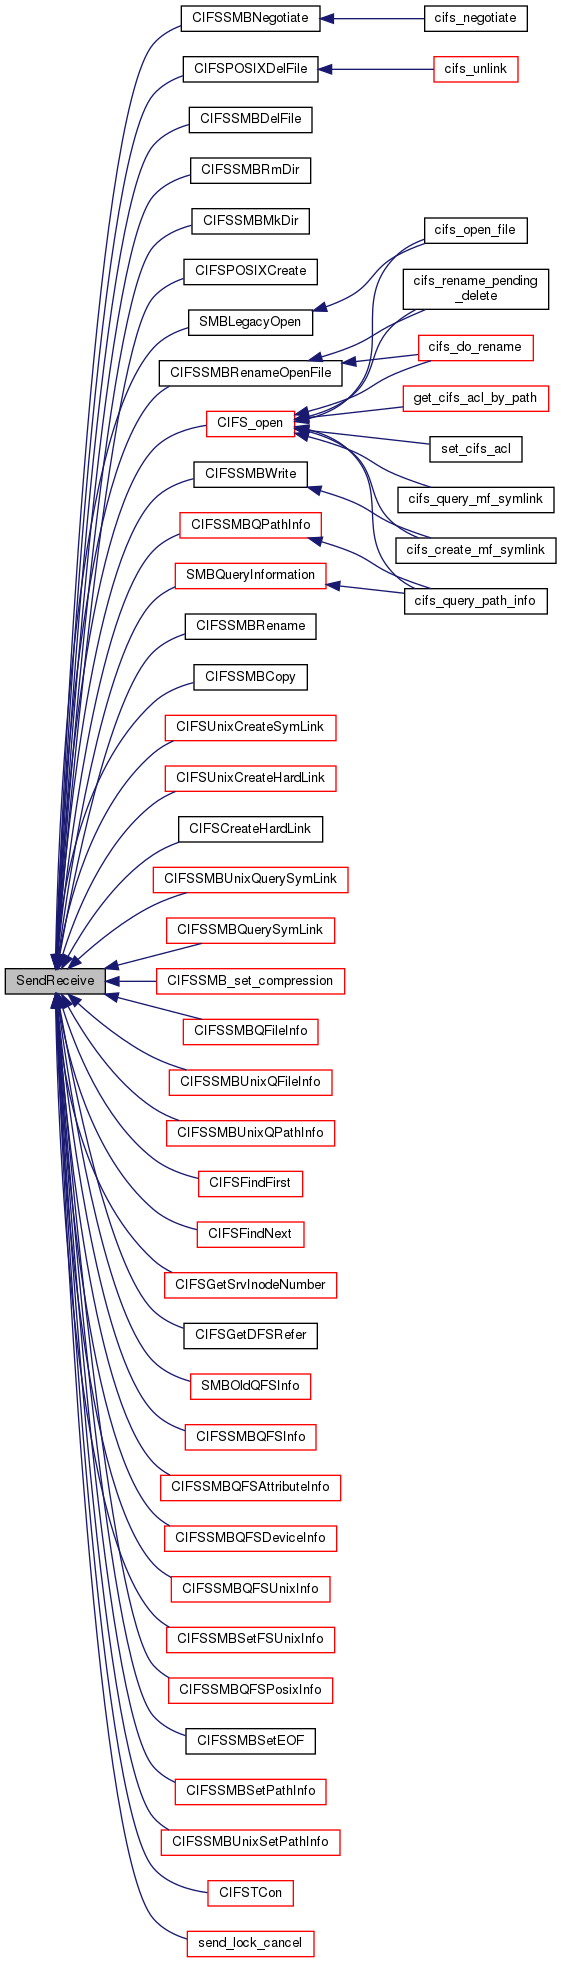 CIFSSMBNegotiate
cifs_negotiate
CIFSPOSIXDelFile
cifs_unlink
CIFSSMBDelFile
CIFSSMBRmDir
CIFSSMBMkDir
cifs_open_file
CIFSPOSIXCreate
cifs_rename_pending
_delete
SMBLegacyOpen
cifs_do_rename
CIFSSMBRenameOpenFile
get_cifs_acl_by_path
CIFS_open
set_cifs_acl
CIFSSMBWrite
cifs_query_mf_symlink
CIFSSMBQPathInfo
cifs_create_mf_symlink
SMBQueryInformation
cifs_query_path_info
CIFSSMBRename
CIFSSMBCopy
CIFSUnixCreateSymLink
CIFSUnixCreateHardLink
CIFSCreateHardLink
CIFSSMBUnixQuerySymLink
CIFSSMBQuerySymLink
SendReceive
CIFSSMB_set_compression
CIFSSMBQFileInfo
CIFSSMBUnixQFileInfo
CIFSSMBUnixQPathInfo
CIFSFindFirst
CIFSFindNext
CIFSGetSrvInodeNumber
CIFSGetDFSRefer
SMBOldQFSInfo
CIFSSMBQFSInfo
CIFSSMBQFSAttributeInfo
CIFSSMBQFSDeviceInfo
CIFSSMBQFSUnixInfo
CIFSSMBSetFSUnixInfo
CIFSSMBQFSPosixInfo
CIFSSMBSetEOF
CIFSSMBSetPathInfo
CIFSSMBUnixSetPathInfo
CIFSTCon
send_lock_cancel